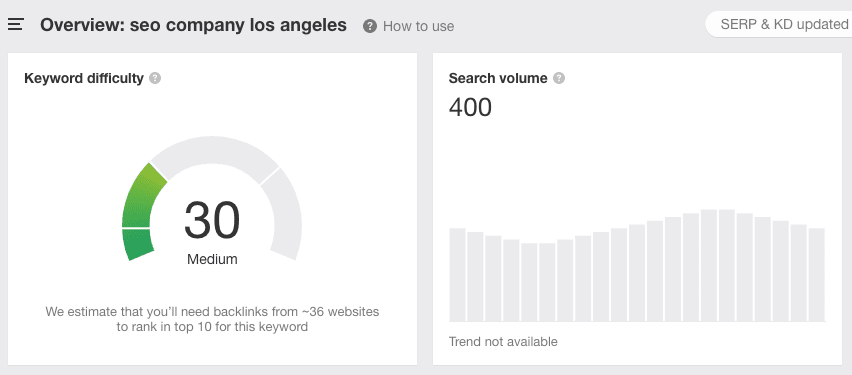 Overview: seo company los angeles
? How to use
SERP & KD updated
Keyword difficulty ?
30
Medium
We estimate that you'll need backlinks from ~36 websites
to rank in top 10 for this keyword
Search volume ?
400
Trend not available